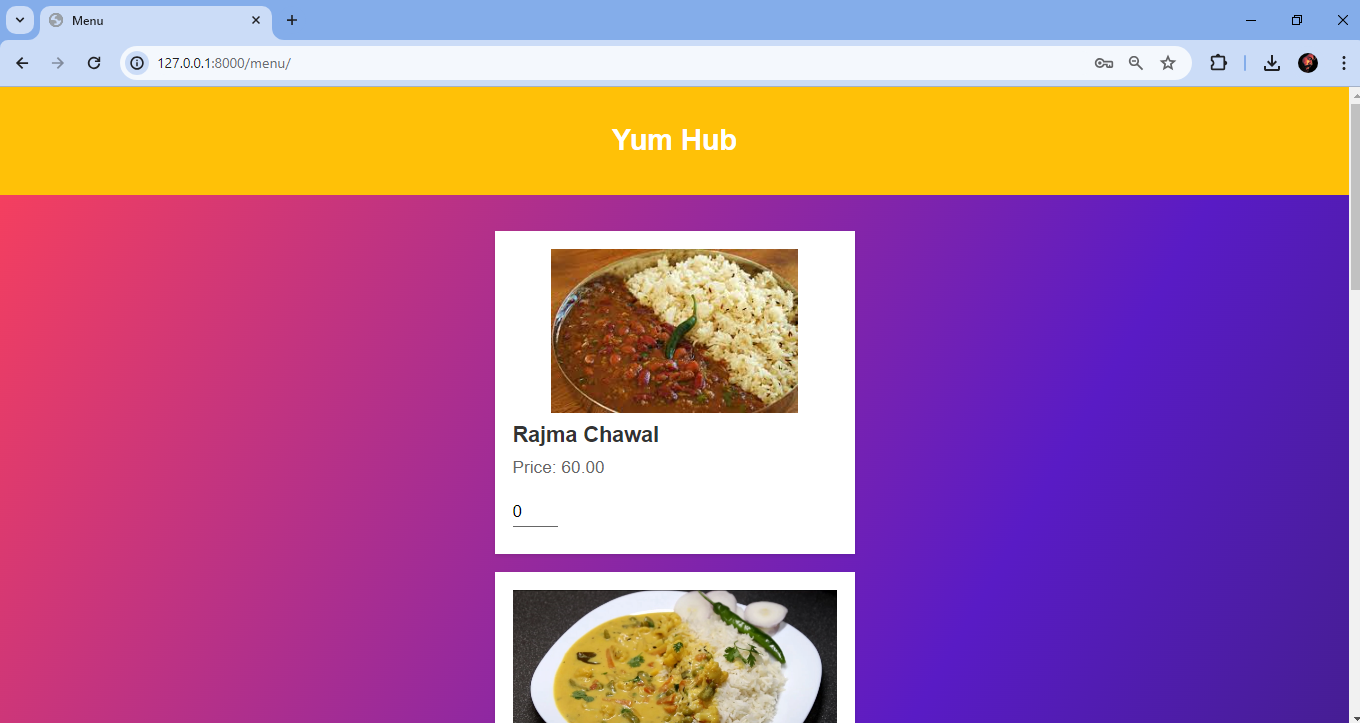 Menu
127.0.0.1:8000/menu/
Yum Hub
Rajma Chawal
Price: 60.00
0